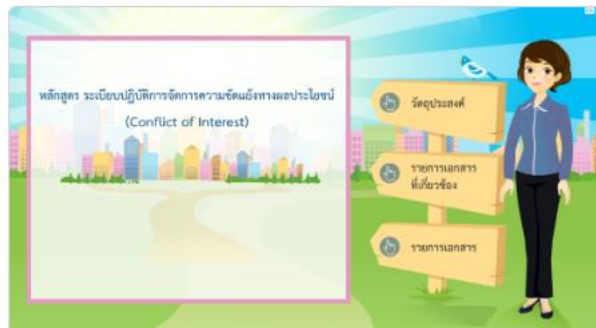 หลักสูตร ระเบียบปฏิบัติการจัดการความขัดแย้งทางผลประโยชน์
(Conflict of Interest)
วัตถุประสงค์
รายการเอกสาร
ที่เกี่ยวข้อง
รายการเอกสาร